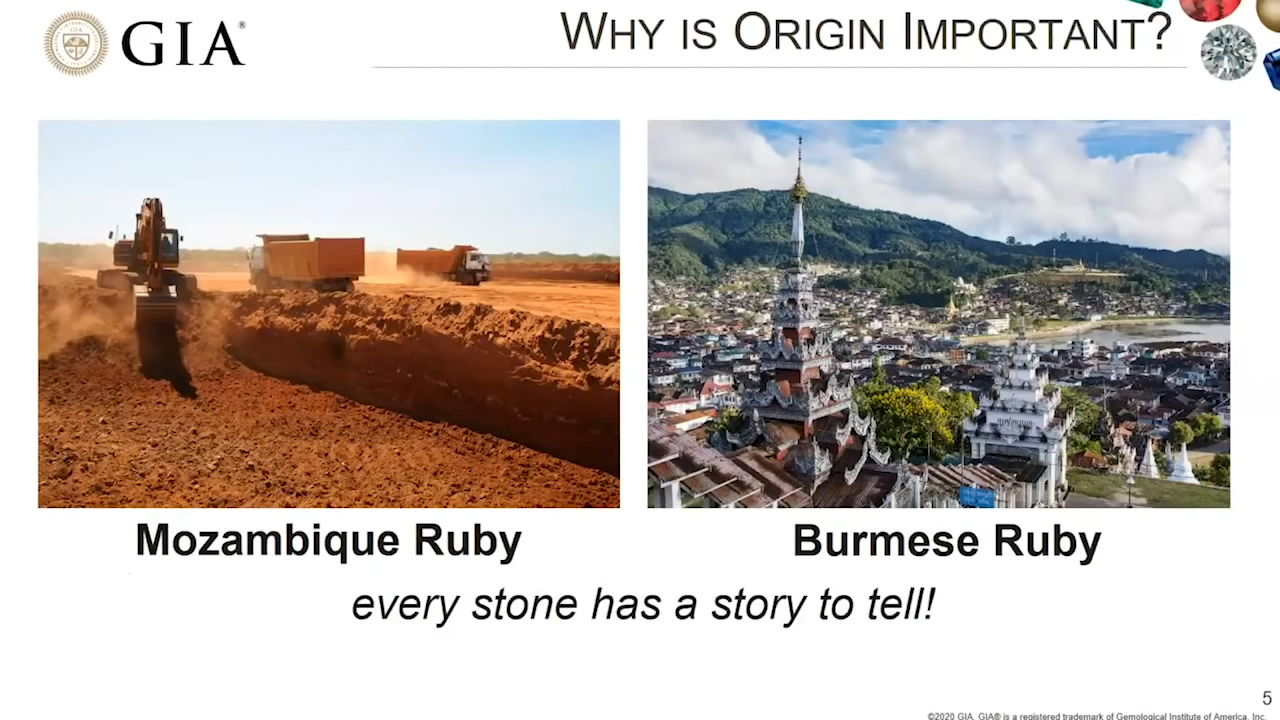 GIA®
WHY IS ORIGIN IMPORTANT?
Mozambique Ruby
Burmese Ruby
every stone has a story to tell!
5
©2020 GIA. GIA® is a registered trademark of Gemological Institute of America, Inc.